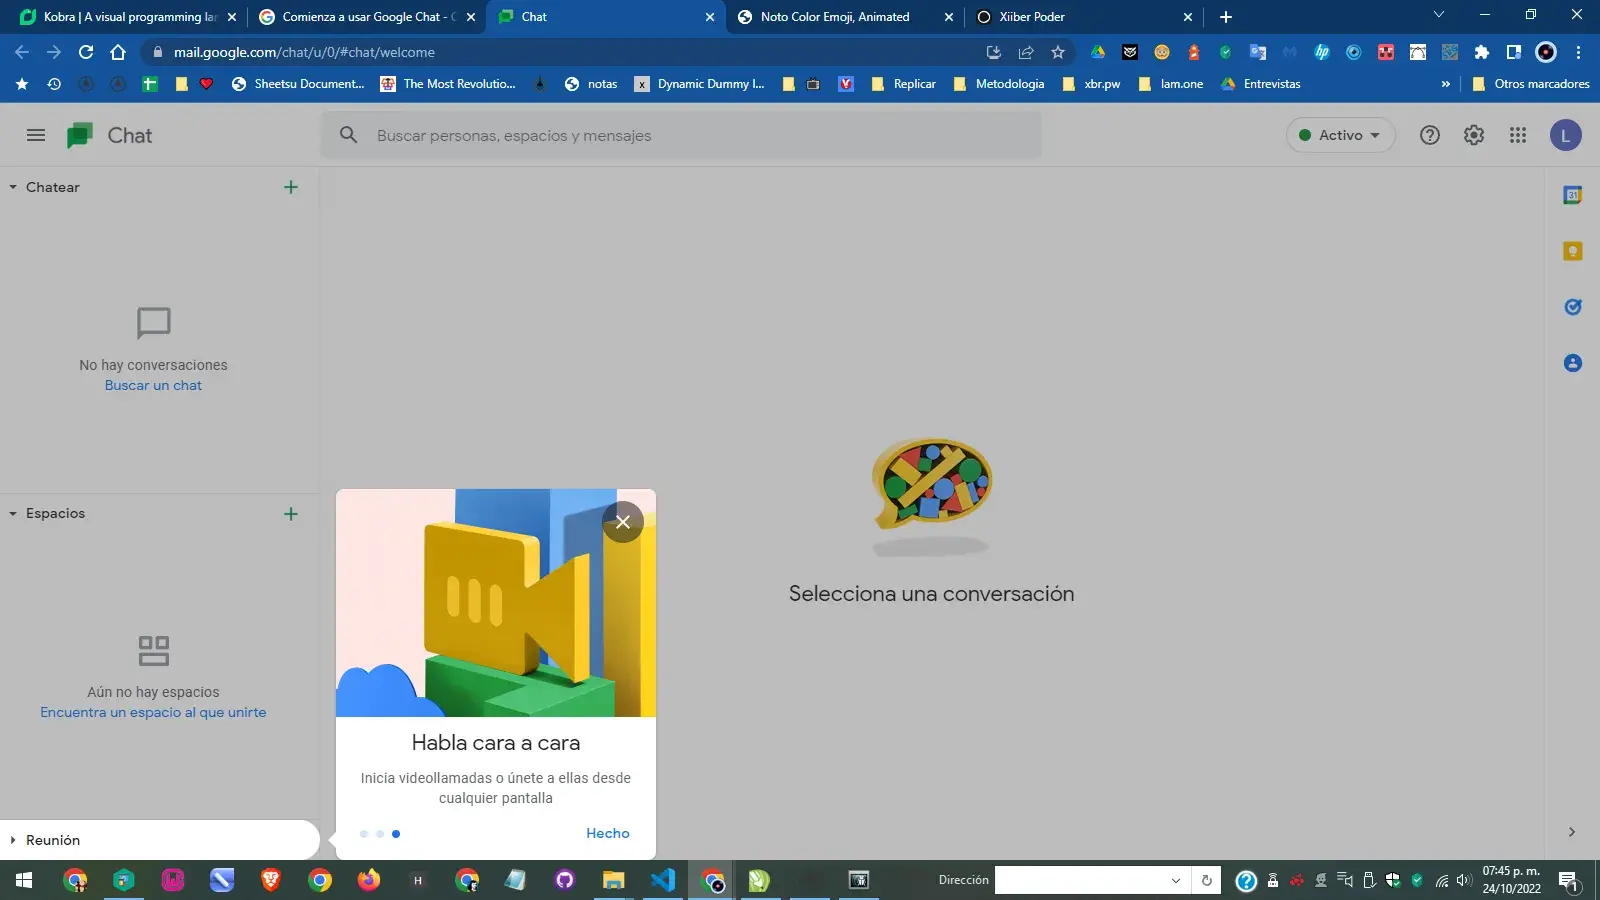 Kobra | A visual programming lar
Comienza a usar Google Chat - C
Chat
Noto Color Emoji, Animated
Xiiber Poder
mail.google.com/chat/u/0/#chat/welcome
Sheetsu Document...
The Most Revolutio...
notas
Dynamic Dummy I...
Replicar
Metodologia
xbr.pw
lam.one
Entrevistas
»
Otros marcadores
Chat
Buscar personas, espacios y mensajes
Activo
L
Chatear
31
No hay conversaciones
Buscar un chat
Espacios
Selecciona una conversación
Aún no hay espacios
Encuentra un espacio al que unirte
Habla cara a cara
Inicia videollamadas o únete a ellas desde
cualquier pantalla
Hecho
Reunión
Dirección
07:45 p. m.
24/10/2022
1